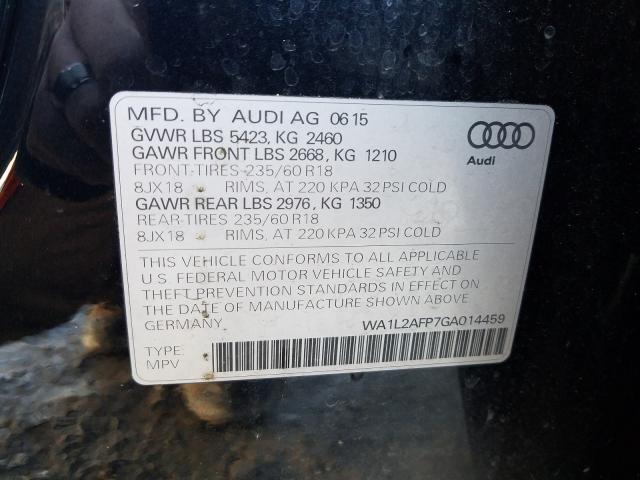 MFD. BY AUDI AG 06 15
GVWR LBS 5423, KG 2460
GAWR FRONT LBS 2668, KG 1210
FRONT-TIRES 235/60 R18
8JX18 RIMS, AT 220 KPA 32 PSI COLD
GAWR REAR LBS 2976, KG 1350
REAR-TIRES 235/60 R18
8JX18 RIMS, AT 220 KPA 32 PSI COLD
Audi
THIS VEHICLE CONFORMS TO ALL APPLICABLE
U.S. FEDERAL MOTOR VEHICLE SAFETY AND
THEFT PREVENTION STANDARDS IN EFFECT ON
THE DATE OF MANUFACTURE SHOWN ABOVE
GERMANY
WA1L2AFP7GA014459
TYPE:
MPV